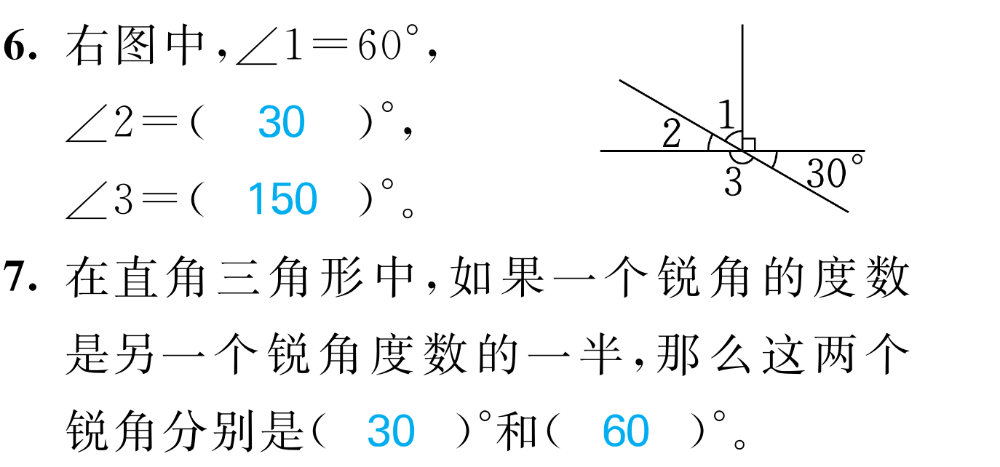 6. 右图中,∠1=60°,
∠2=( 30 )°,
∠3=( 150 )°。
1
2
3
30°
7. 在直角三角形中,如果一个锐角的度数
是另一个锐角度数的一半,那么这两个
锐角分别是( 30 )°和( 60 )°。